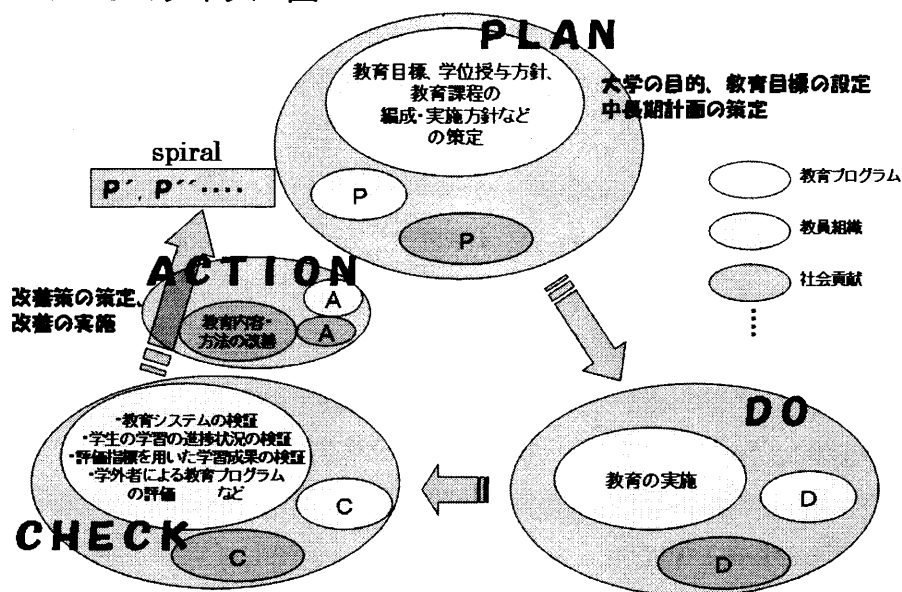 PLAN
教育目標、学位授与方針、
教育課程の
編成・実施方針など
の策定
大学の目的、教育目標の設定
中長期計画の策定
P
P
spiral
P´, P´´・・・・
教育プログラム
教員組織
社会貢献
ACTION
改善策の策定、
改善の実施
教育内容・
方法の改善
A
A
DO
教育の実施
D
D
・教育システムの検証
・学生の学習の進捗状況の検証
・評価指標を用いた学習成果の検証
・学外者による教育プログラム
の評価　など
C
C
CHECK